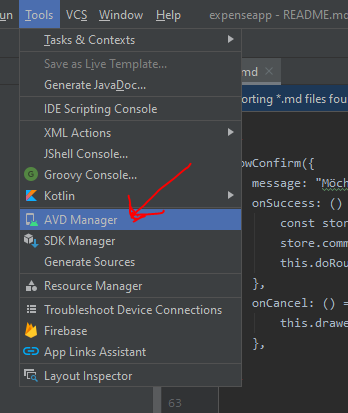 un Tools VCS Window Help expenseapp - README.md
Tasks & Contexts
Save as Live Template...
Generate JavaDoc...
IDE Scripting Console
XML Actions
JShell Console...
Groovy Console...
Kotlin
AVD Manager
SDK Manager
Generate Sources
Resource Manager
Troubleshoot Device Connections
Firebase
App Links Assistant
Layout Inspector
md
orting *.md files fou
owConfirm({
message: "Möch
onSuccess: ()
const stor
store.comm
this.doRou
},
onCancel: () =
this.drawe
},
63